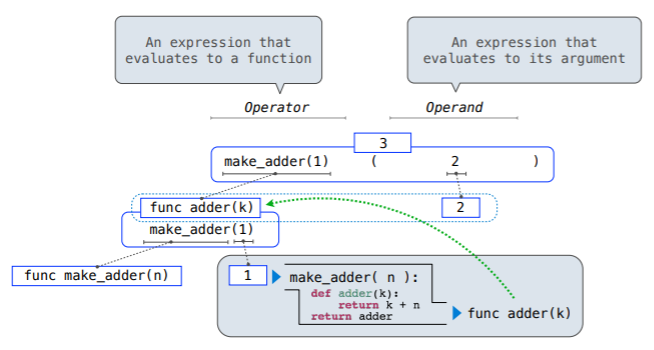 An expression that
evaluates to a function
An expression that
evaluates to its argument
Operator
Operand
3
make_adder(1) ( 2 )
func adder(k)
2
make_adder(1)
func make_adder(n)
1
make_adder( n ):
def adder(k):
return k + n
return adder
func adder(k)